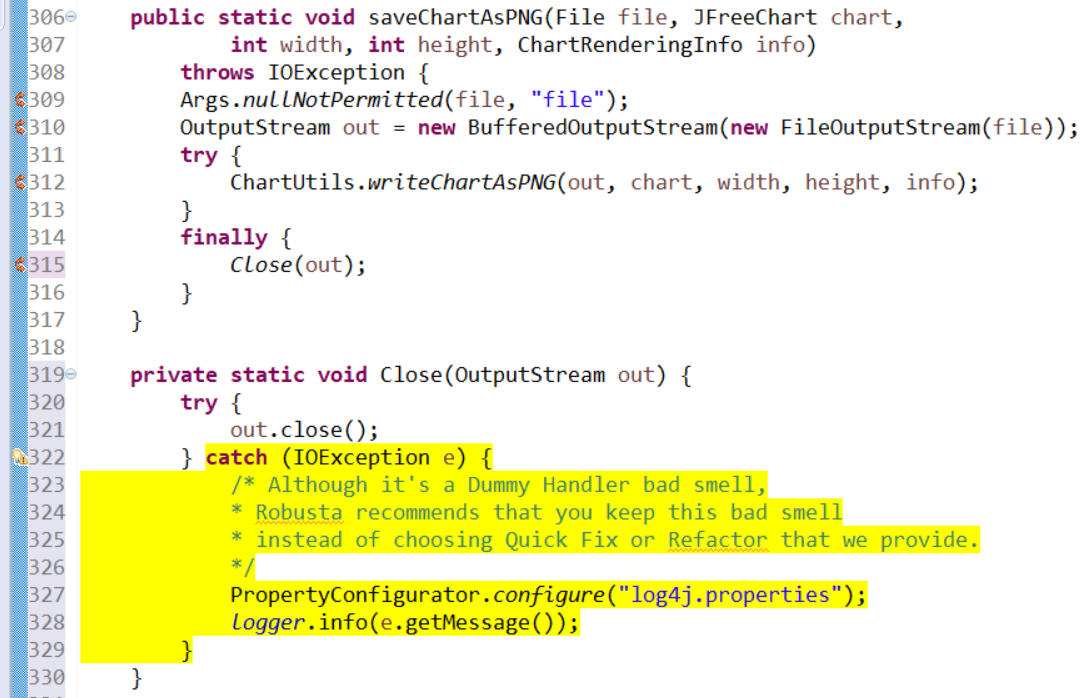 306 public static void saveChartAsPNG(File file, JFreeChart chart,
307 int width, int height, ChartRenderingInfo info)
308 throws IOException {
309 Args.nullNotPermitted(file, "file");
310 OutputStream out = new BufferedOutputStream(new FileOutputStream(file));
311 try {
312 ChartUtils.writeChartAsPNG(out, chart, width, height, info);
313 }
314 finally {
315 Close(out);
316 }
317 }
318
319 private static void Close(OutputStream out) {
320 try {
321 out.close();
322 } catch (IOException e) {
323 /* Although it's a Dummy Handler bad smell,
324 * Robusta recommends that you keep this bad smell
325 * instead of choosing Quick Fix or Refactor that we provide.
326 */
327 PropertyConfigurator.configure("log4j.properties");
328 logger.info(e.getMessage());
329 }
330 }